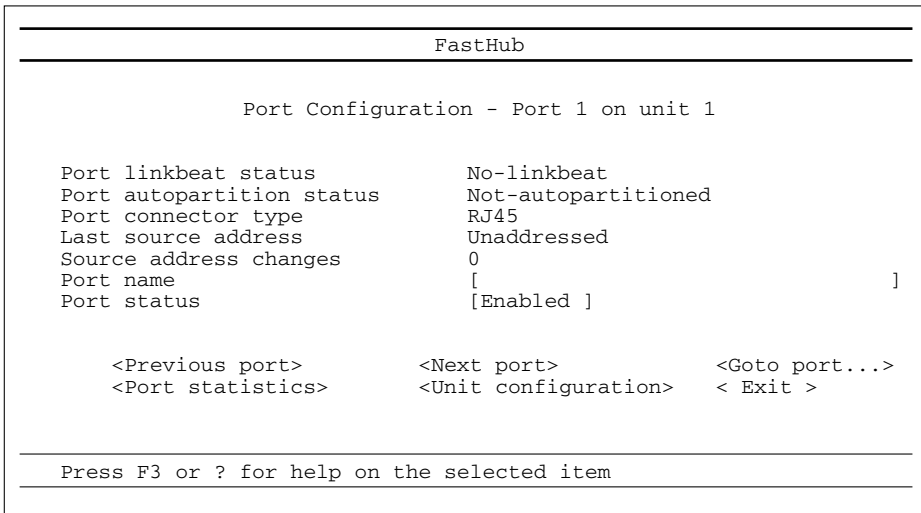 FastHub
Port Configuration - Port 1 on unit 1
Port linkbeat status No-linkbeat
Port autopartition status Not-autopartitioned
Port connector type RJ45
Last source address Unaddressed
Source address changes 0
Port name [ ]
Port status [Enabled ]
<Previous port> <Next port> <Goto port...>
<Port statistics> <Unit configuration> < Exit >
Press F3 or ? for help on the selected item